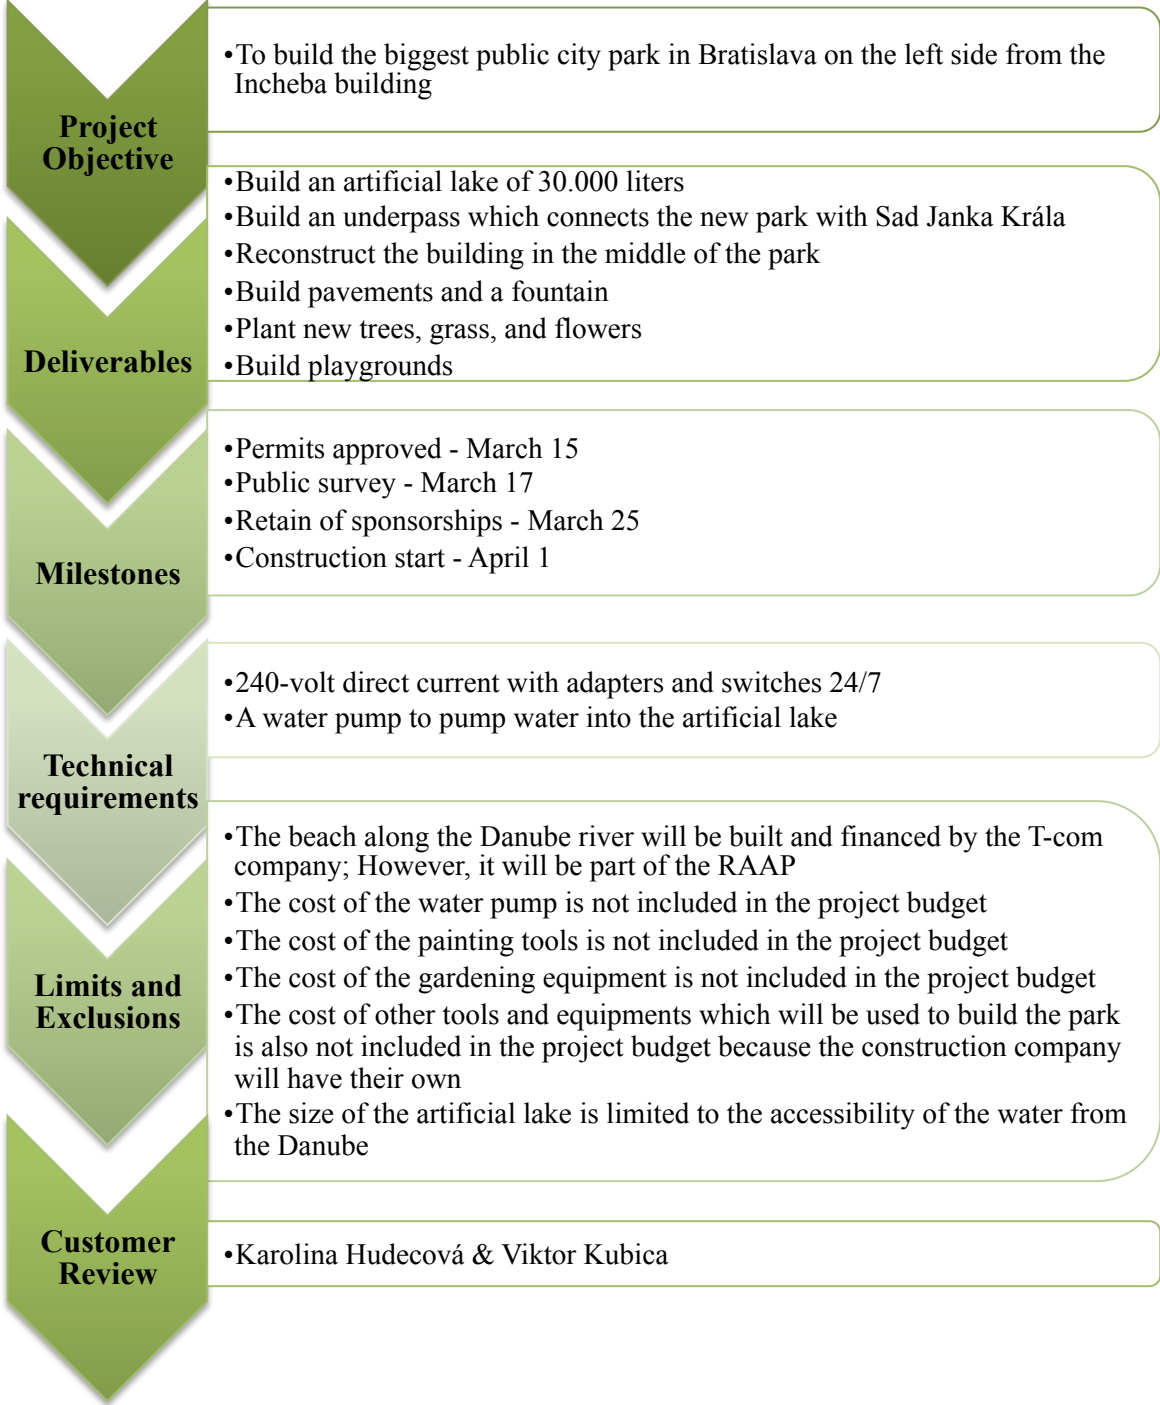 Project
Objective
•To build the biggest public city park in Bratislava on the left side from the
Incheba building
Deliverables
•Build an artificial lake of 30.000 liters
•Build an underpass which connects the new park with Sad Janka Kráľa
•Reconstruct the building in the middle of the park
•Build pavements and a fountain
•Plant new trees, grass, and flowers
•Build playgrounds
Milestones
•Permits approved - March 15
•Public survey - March 17
•Retain of sponsorships - March 25
•Construction start - April 1
Technical
requirements
•240-volt direct current with adapters and switches 24/7
•A water pump to pump water into the artificial lake
Limits and
Exclusions
•The beach along the Danube river will be built and financed by the T-com
company; However, it will be part of the RAAP
•The cost of the water pump is not included in the project budget
•The cost of the painting tools is not included in the project budget
•The cost of the gardening equipment is not included in the project budget
•The cost of other tools and equipments which will be used to build the park
is also not included in the project budget because the construction company
will have their own
•The size of the artificial lake is limited to the accessibility of the water from
the Danube
Customer
Review
•Karolina Hudecová & Viktor Kubica